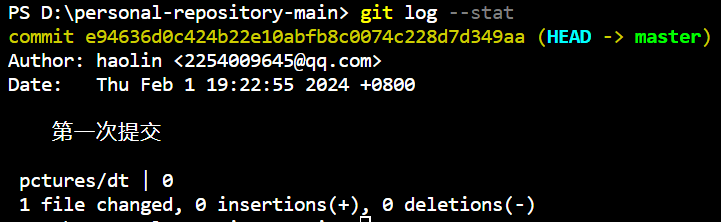 PS D:\personal-repository-main> git log --stat
commit e94636d0c424b22e10abfb8c0074c228d7d349aa (HEAD -> master)
Author: haolin <2254009645@qq.com>
Date:   Thu Feb 1 19:22:55 2024 +0800
第一次提交
pctures/dt | 0
1 file changed, 0 insertions(+), 0 deletions(-)